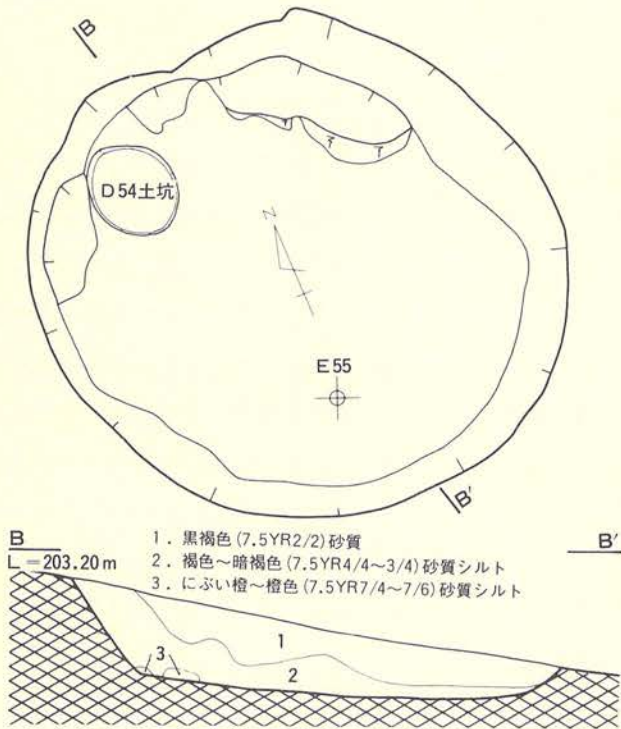 B
D54土坑
N
E55
B'
B B'
L=203.20m
1. 黒褐色(7.5YR2/2)砂質
2. 褐色~暗褐色(7.5YR4/4~3/4)砂質シルト
3. にぶい橙~橙色(7.5YR7/4~7/6)砂質シルト
1
3
2